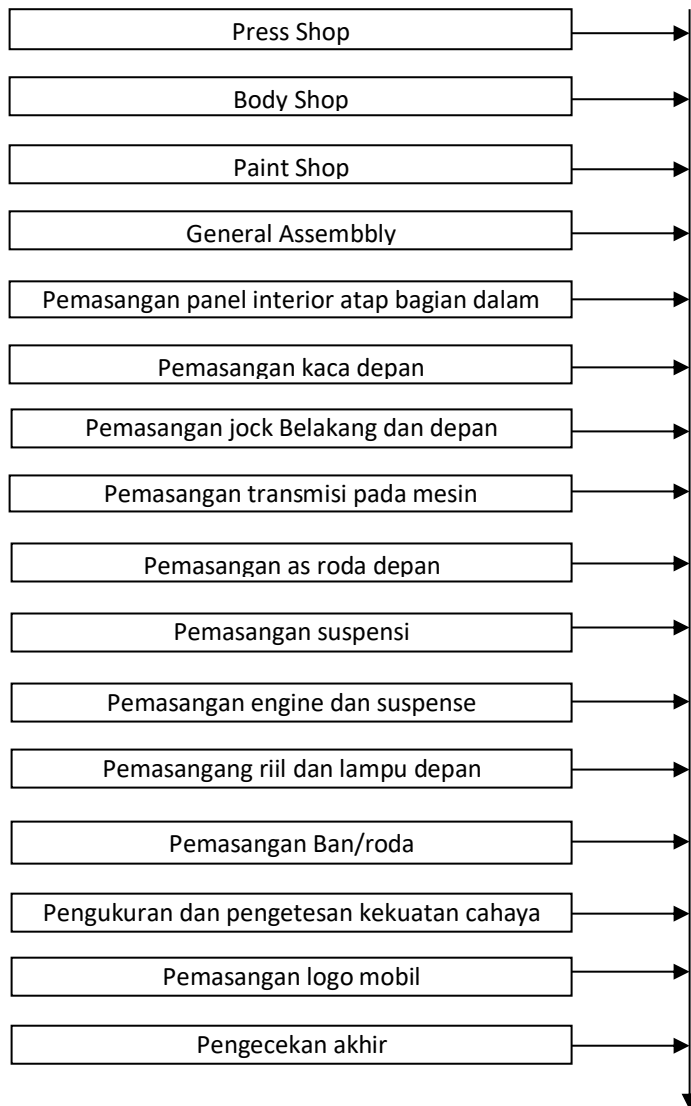 Press Shop
Body Shop
Paint Shop
General Assembbly
Pemasangan panel interior atap bagian dalam
Pemasangan kaca depan
Pemasangan jock Belakang dan depan
Pemasangan transmisi pada mesin
Pemasangan as roda depan
Pemasangan suspensi
Pemasangan engine dan suspense
Pemasangang riil dan lampu depan
Pemasangan Ban/roda
Pengukuran dan pengetesan kekuatan cahaya
Pemasangan logo mobil
Pengecekan akhir